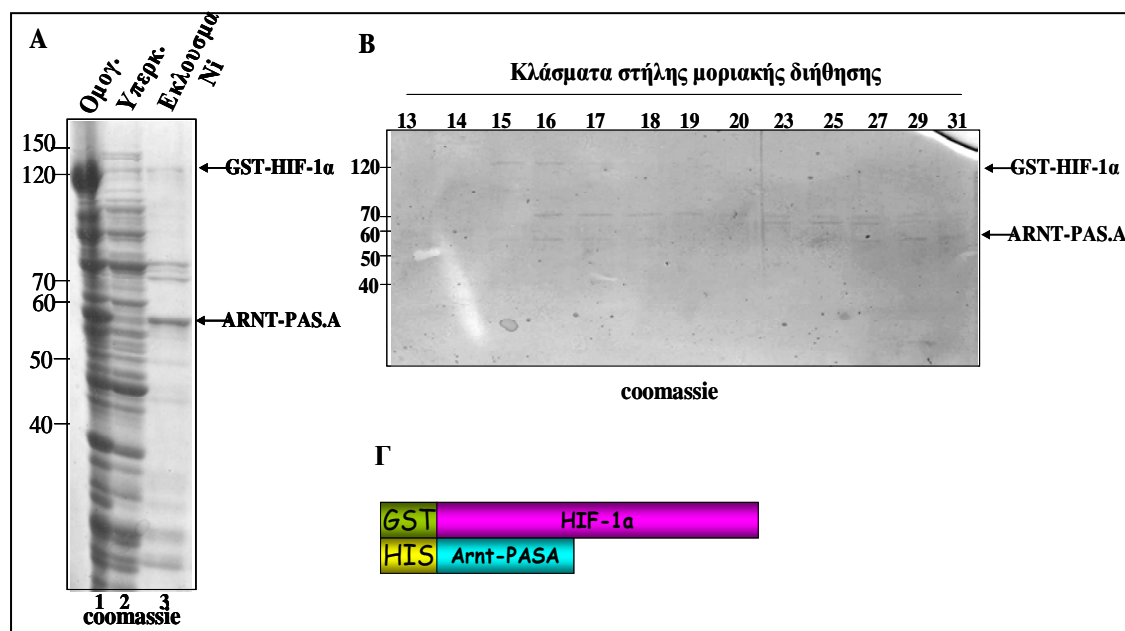 A
Ομογ.
Υπερκ.
Εκλουσμα
Ni
150
120
70
60
50
40
GST-HIF-1α
ARNT-PAS.A
1 2 3
coomassie
B
Κλάσματα στήλης μοριακής διήθησης
13 14 15 16 17 18 19 20 23 25 27 29 31
120
70
60
50
40
GST-HIF-1α
ARNT-PAS.A
coomassie
Γ
GST HIF-1α
HIS Arnt-PASA